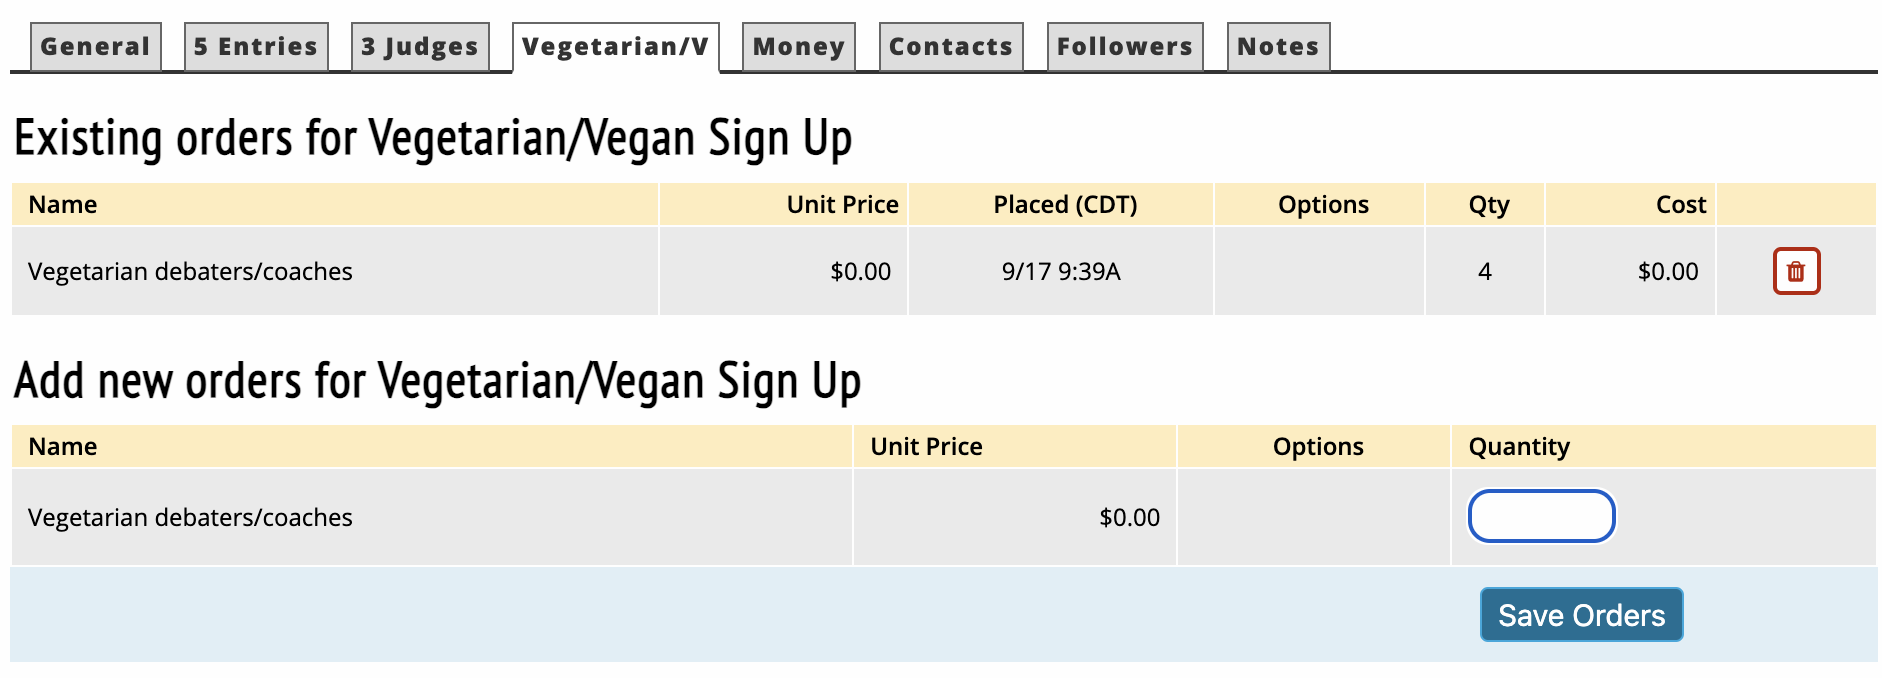 General 5 Entries 3 Judges Vegetarian/V Money Contacts Followers Notes
Existing orders for Vegetarian/Vegan Sign Up
Name Unit Price Placed (CDT) Options Qty Cost
Vegetarian debaters/coaches $0.00 9/17 9:39A 4 $0.00
Add new orders for Vegetarian/Vegan Sign Up
Name Unit Price Options Quantity
Vegetarian debaters/coaches $0.00
Save Orders